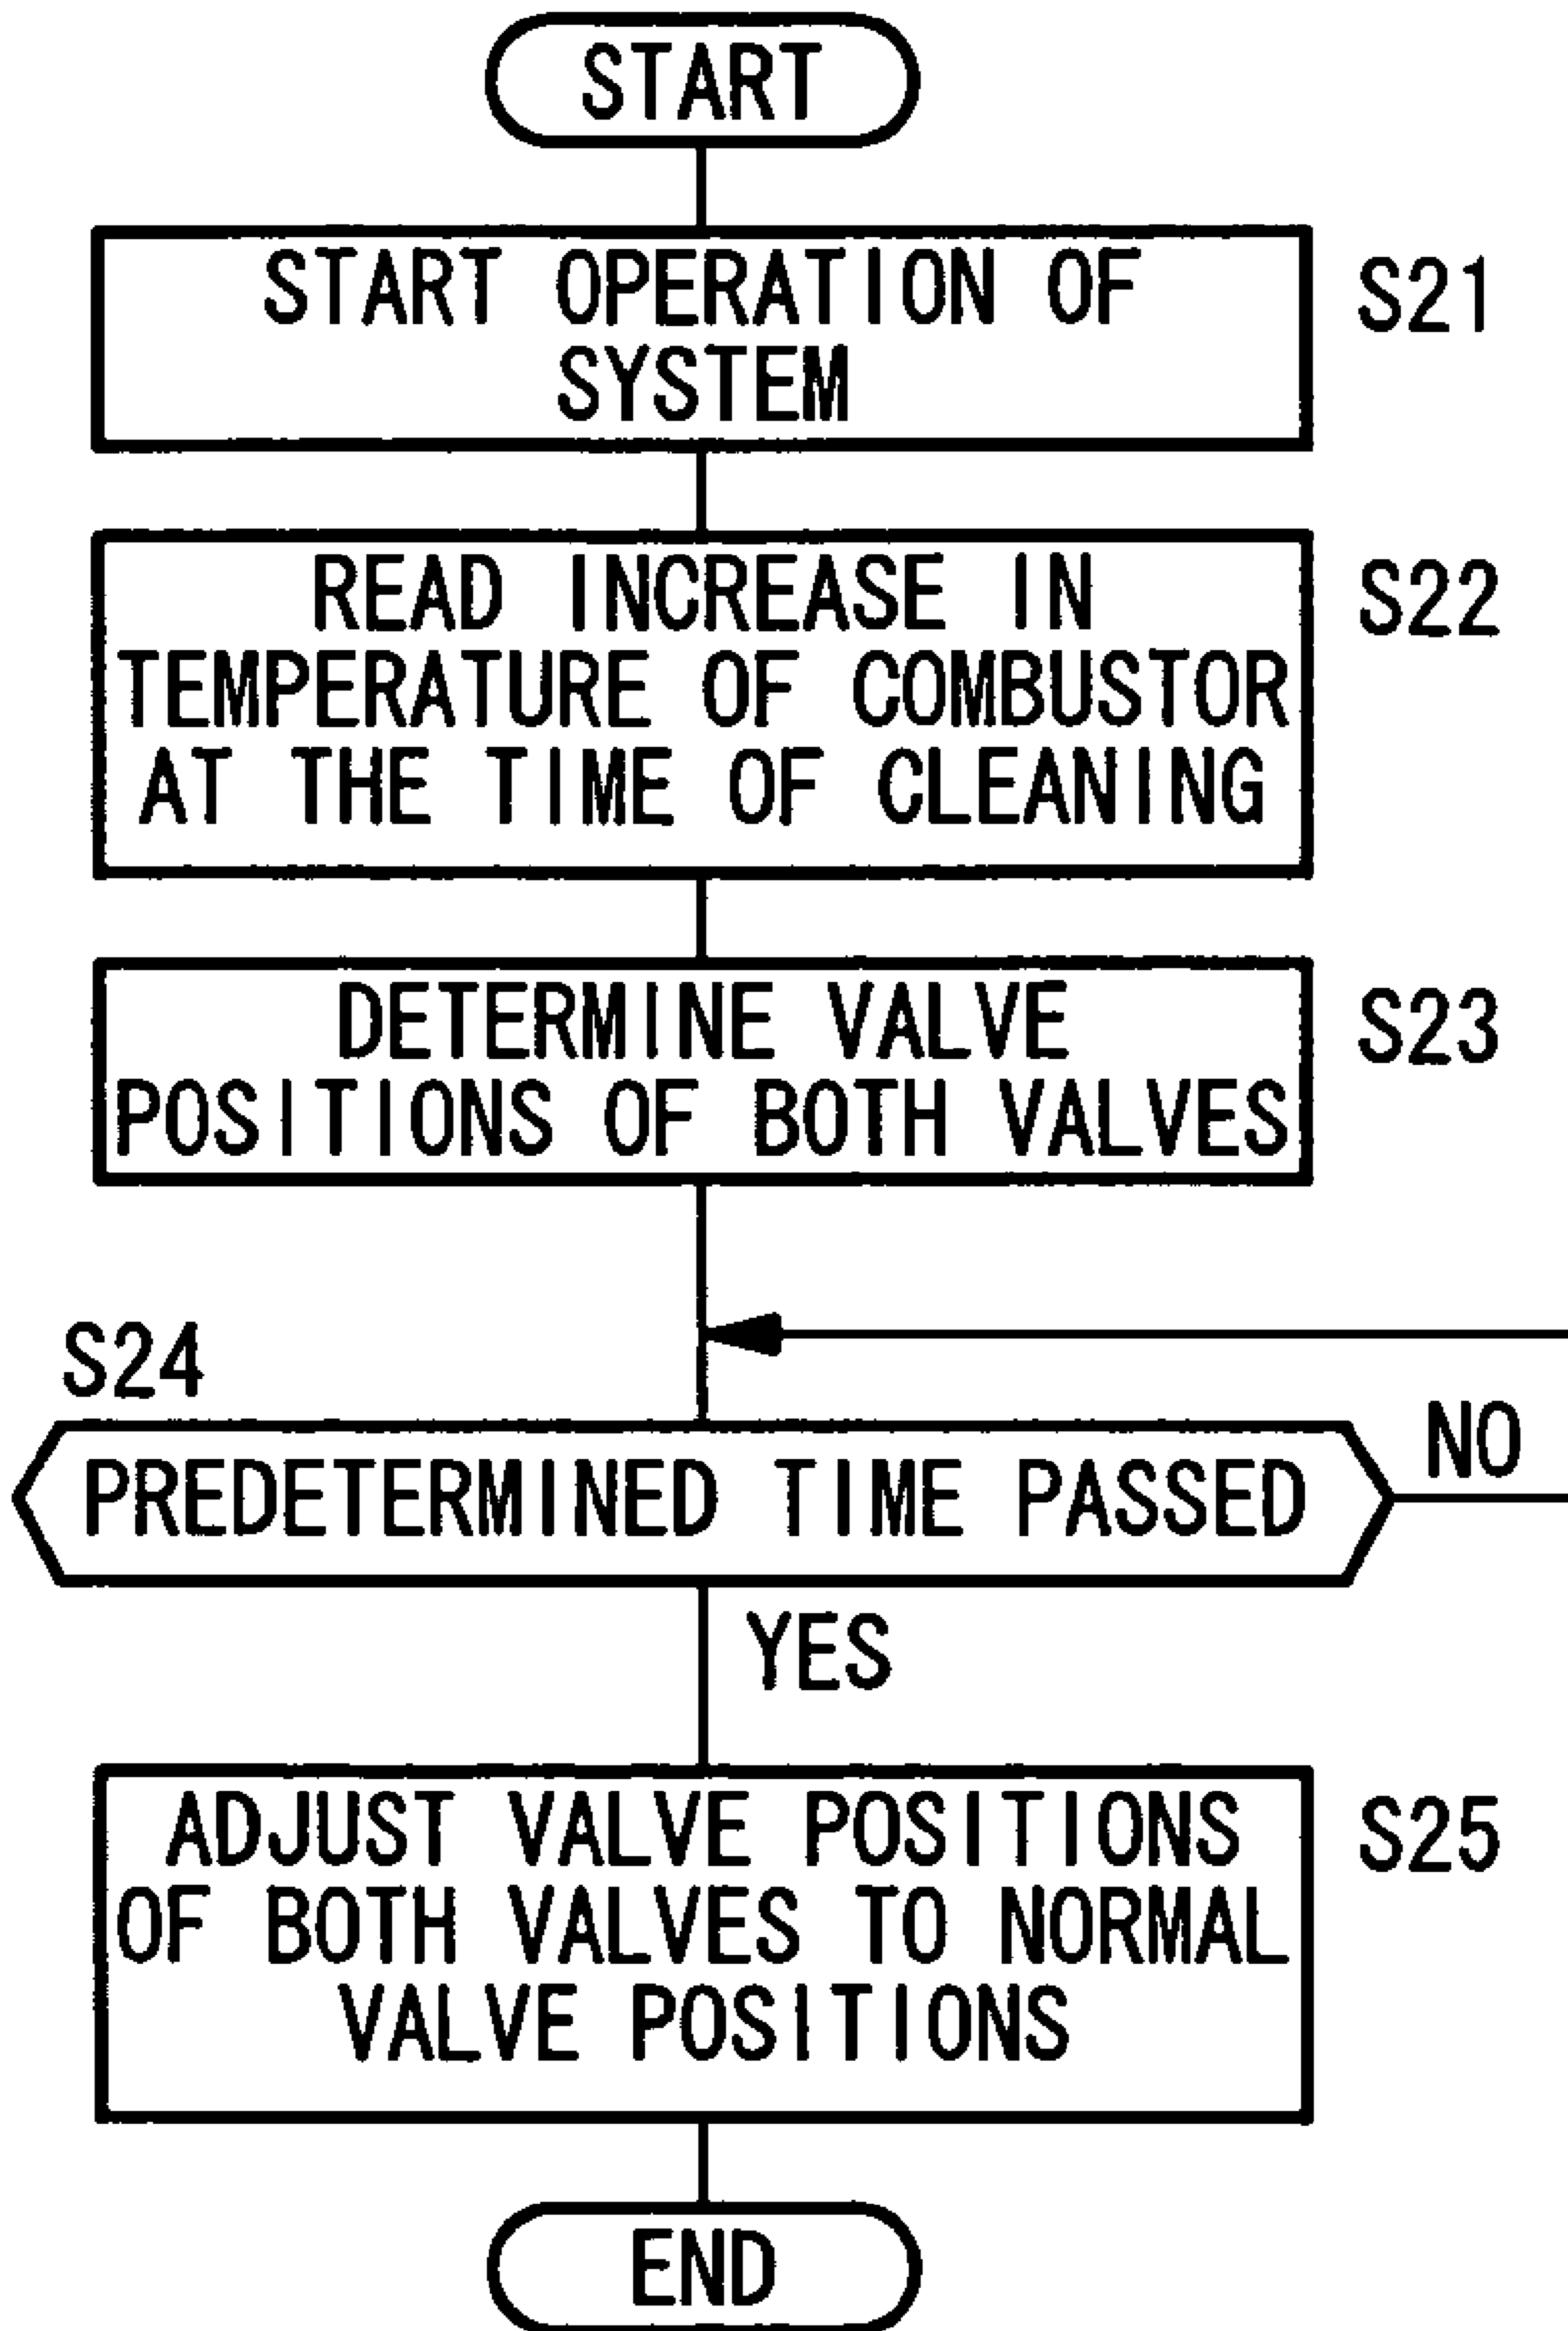 START
START OPERATION OF
SYSTEM
S21
READ INCREASE IN
TEMPERATURE OF COMBUSTOR
AT THE TIME OF CLEANING
S22
DETERMINE VALVE
POSITIONS OF BOTH VALVES
S23
S24
PREDETERMINED TIME PASSED
NO
YES
ADJUST VALVE POSITIONS
OF BOTH VALVES TO NORMAL
VALVE POSITIONS
S25
END